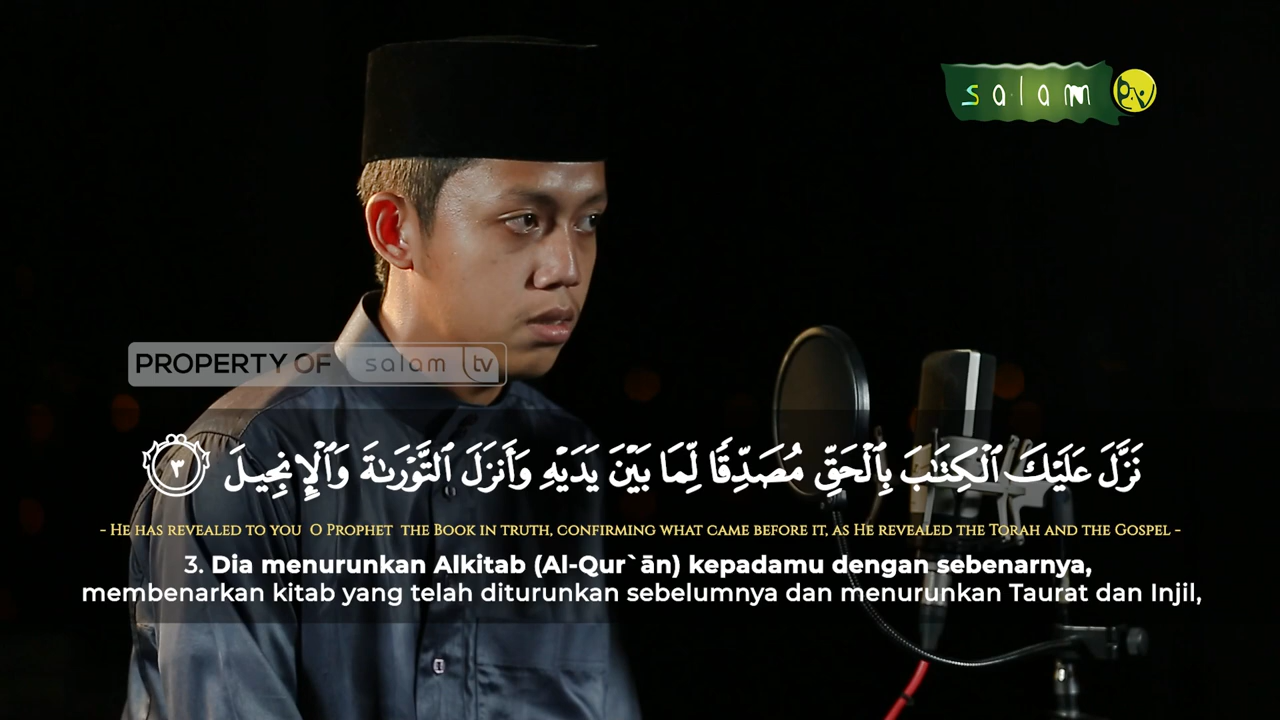 salam tv
PROPERTY OF salam tv
نَزَّلَ عَلَيْكَ ٱلْكِتَـٰبَ بِٱلْحَقِّ مُصَدِّقًا لِّمَا بَيْنَ يَدَيْهِ وَأَنزَلَ ٱلتَّوْرَىٰةَ وَٱلْإِنجِيلَ ٣
- He has revealed to you O Prophet the Book in truth, confirming what came before it, as He revealed the Torah and the Gospel -
3. Dia menurunkan Alkitab (Al-Qur`ān) kepadamu dengan sebenarnya,
membenarkan kitab yang telah diturunkan sebelumnya dan menurunkan Taurat dan Injil,